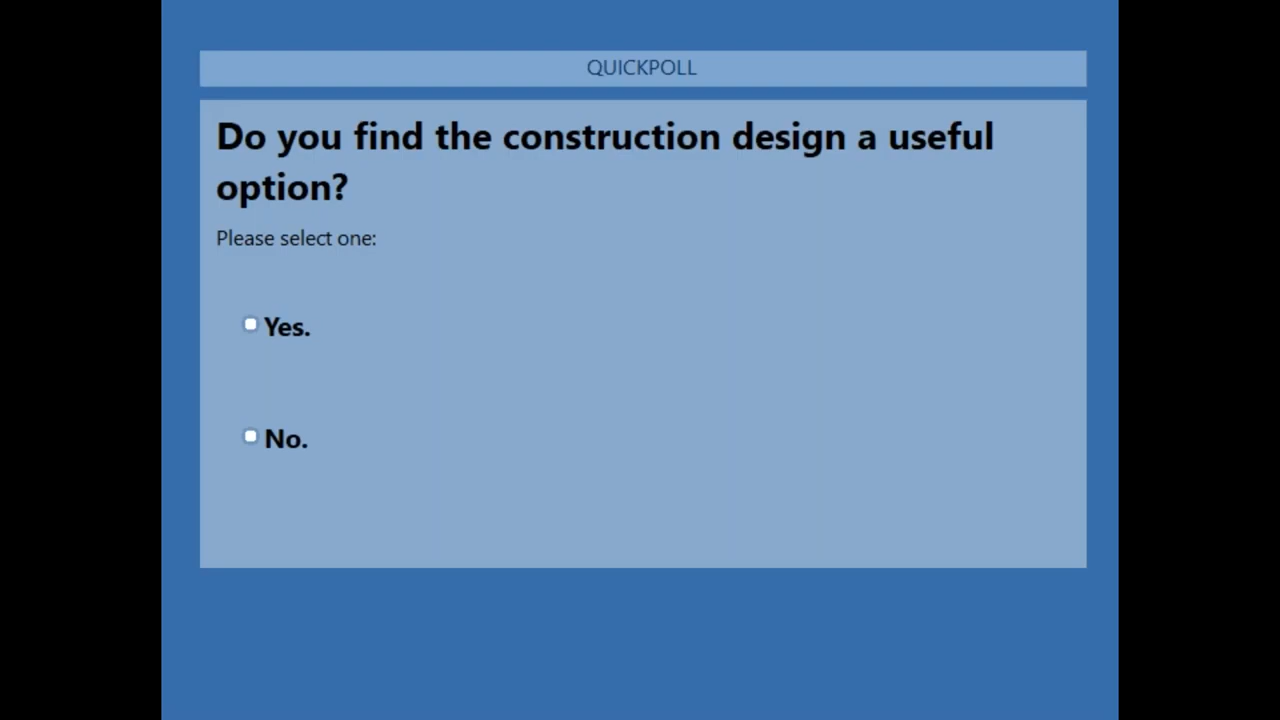 QUICKPOLL
Do you find the construction design a useful
option?
Please select one:
Yes.
No.